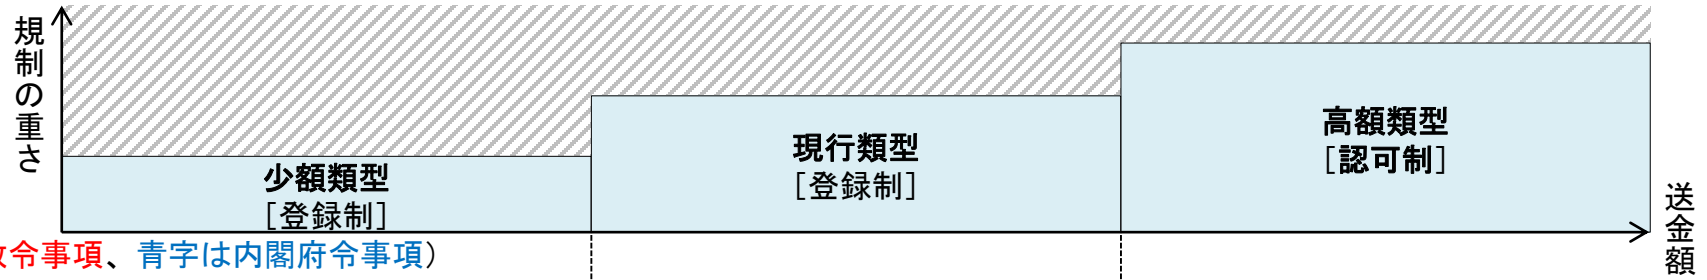 規制の重さ
少額類型
[登録制]
現行類型
[登録制]
高額類型
[認可制]
送金額
令事項、青字は内閣府令事項）